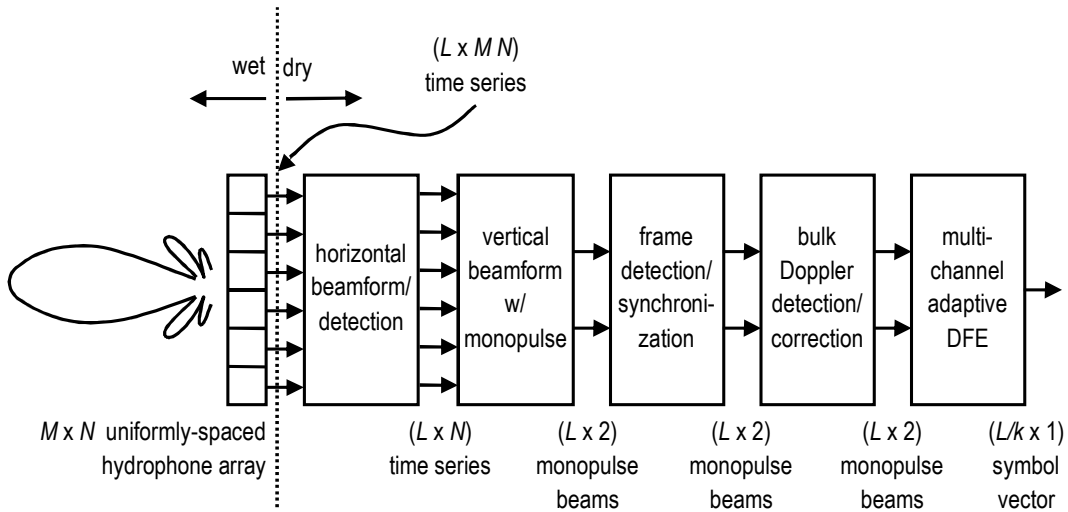 (L x M N)
time series
wet dry
horizontal
beamform/
detection
vertical
beamform
w/
monopulse
frame
detection/
synchroni-
zation
bulk
Doppler
detection/
correction
multi-
channel
adaptive
DFE
M x N uniformly-spaced
hydrophone array
(L x N)
time series
(L x 2)
monopulse
beams
(L x 2)
monopulse
beams
(L x 2)
monopulse
beams
(L/k x 1)
symbol
vector